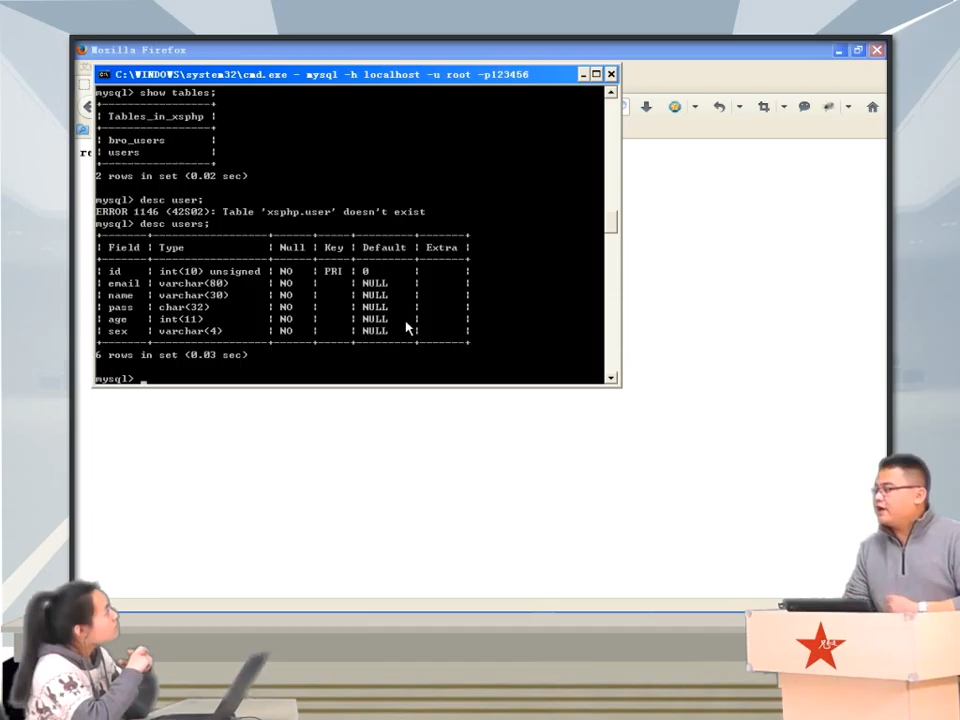 Mozilla Firefox
C:\WINDOWS\system32\cmd.exe - mysql -h localhost -u root -p123456
mysql> show tables;
+-----------------+
| Tables_in_xsphp |
+-----------------+
| bro_users       |
| users           |
+-----------------+
2 rows in set (0.02 sec)
mysql> desc user;
ERROR 1146 (42S02): Table 'xsphp.user' doesn't exist
mysql> desc users;
+-------+------------------+------+-----+---------+-------+
| Field | Type             | Null | Key | Default | Extra |
+-------+------------------+------+-----+---------+-------+
| id    | int(10) unsigned | NO   | PRI | 0       |       |
| email | varchar(80)      | NO   |     | NULL    |       |
| name  | varchar(30)      | NO   |     | NULL    |       |
| pass  | char(32)         | NO   |     | NULL    |       |
| age   | int(11)          | NO   |     | NULL    |       |
| sex   | varchar(4)       | NO   |     | NULL    |       |
+-------+------------------+------+-----+---------+-------+
6 rows in set (0.03 sec)
mysql>